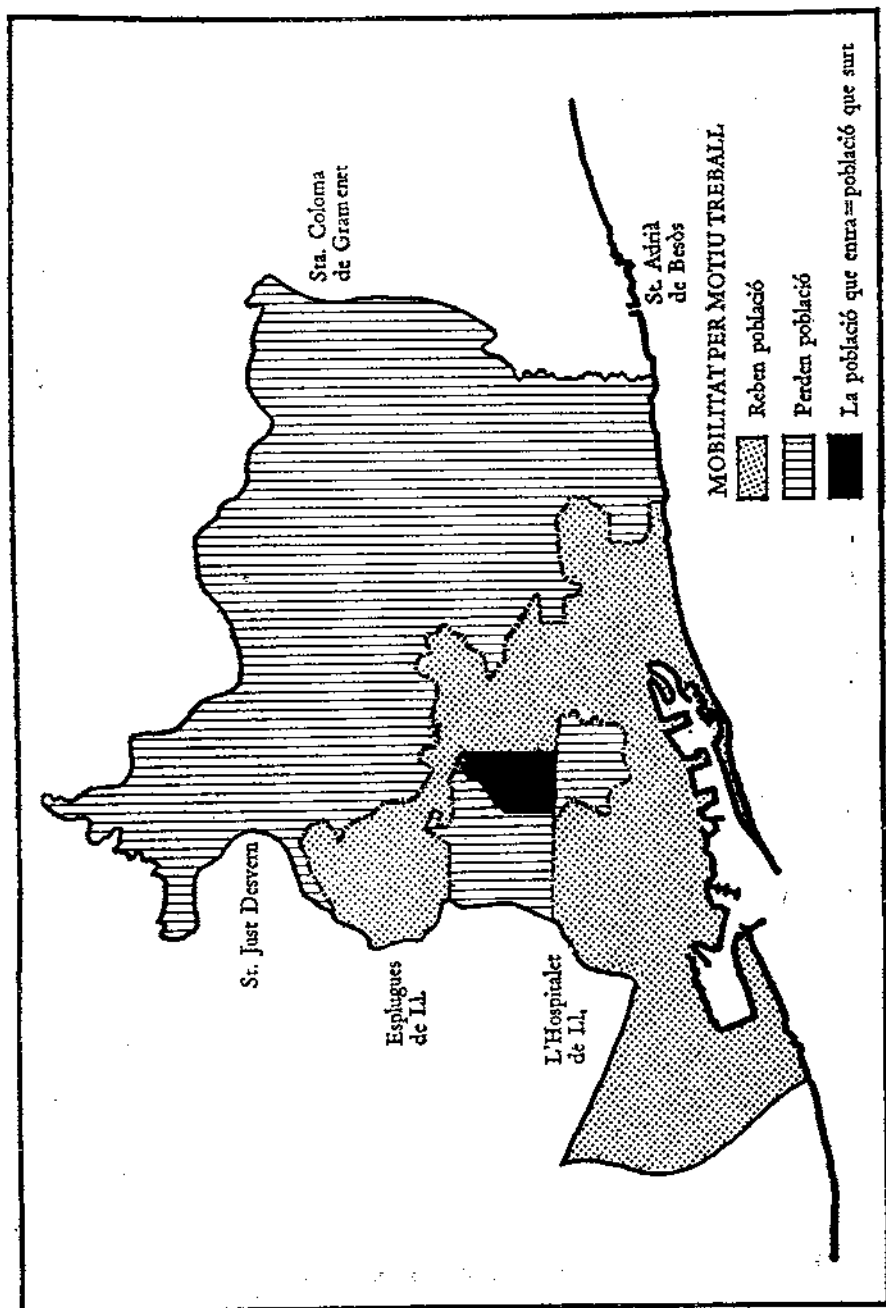 St. Just Desvern
Esplugues
de Ll.
L'Hospitalet
de Ll.
Sta. Coloma
de Gramenet
St. Adrià
de Besòs
MOBILITAT PER MOTIU TREBALL
Reben població
Perden població
La població que entra=població que surt